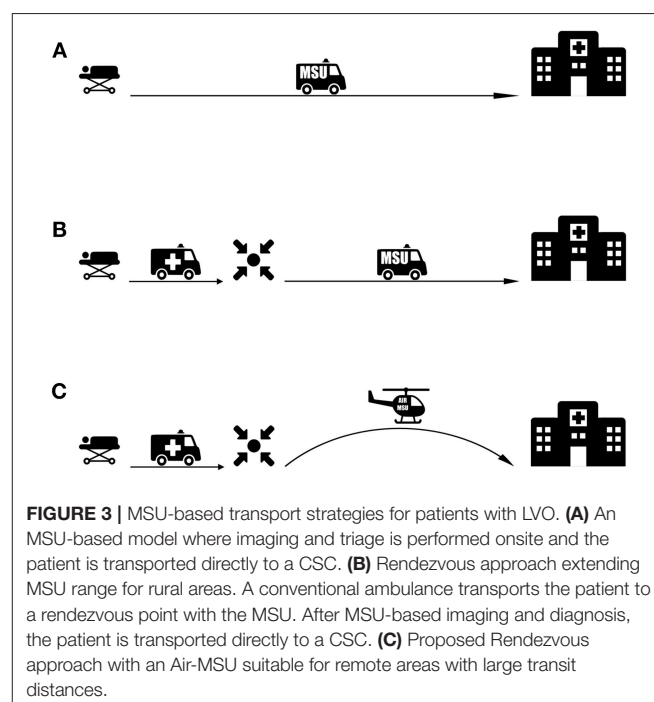 A
MSU
B
MSU
C
AIR
MSU
FIGURE 3 | MSU-based transport strategies for patients with LVO. (A) An
MSU-based model where imaging and triage is performed onsite and the
patient is transported directly to a CSC. (B) Rendezvous approach extending
MSU range for rural areas. A conventional ambulance transports the patient to
a rendezvous point with the MSU. After MSU-based imaging and diagnosis,
the patient is transported directly to a CSC. (C) Proposed Rendezvous
approach with an Air-MSU suitable for remote areas with large transit
distances.